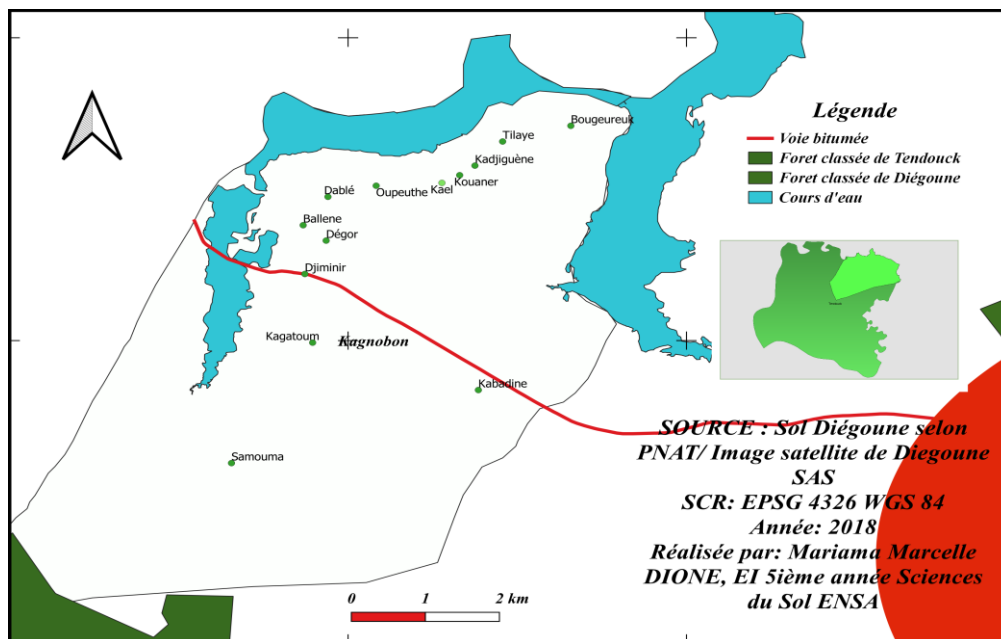 Légende
Voie bitumée
Foret classée de Tendouck
Foret classée de Diégoune
Cours d'eau
Bougeureuk
Tilaye
Kadjiguène
Kouaner
Kael
Oupeuthe
Dablé
Ballene
Dégor
Djiminir
Kagatoum
Kagnobon
Kabadine
Samouma
SOURCE : Sol Diégoune selon
PNAT/ Image satellite de Diegoune
SAS
SCR: EPSG 4326 WGS 84
Année: 2018
Réalisée par: Mariama Marcelle
DIONE, EI 5ième année Sciences
du Sol ENSA
0 1 2 km